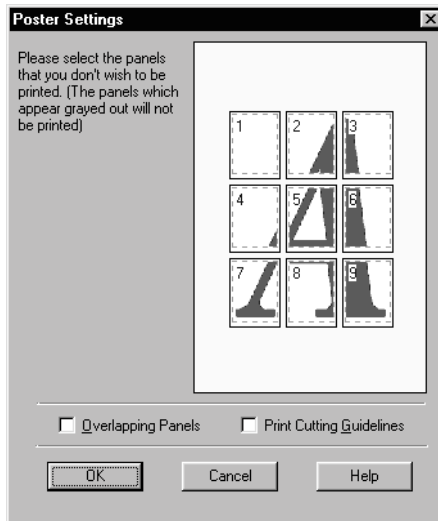 Poster Settings
Please select the panels
that you don't wish to be
printed. (The panels which
appear grayed out will not
be printed)
1 2 3
4 5 6
7 8 9
Overlapping Panels Print Cutting Guidelines
OK Cancel Help